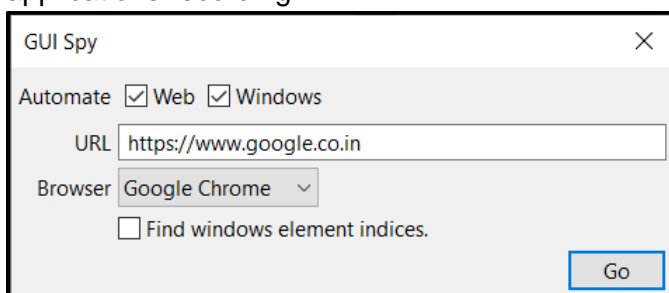 GUI Spy
Automate Web Windows
URL https://www.google.co.in
Browser Google Chrome
Find windows element indices.
Go